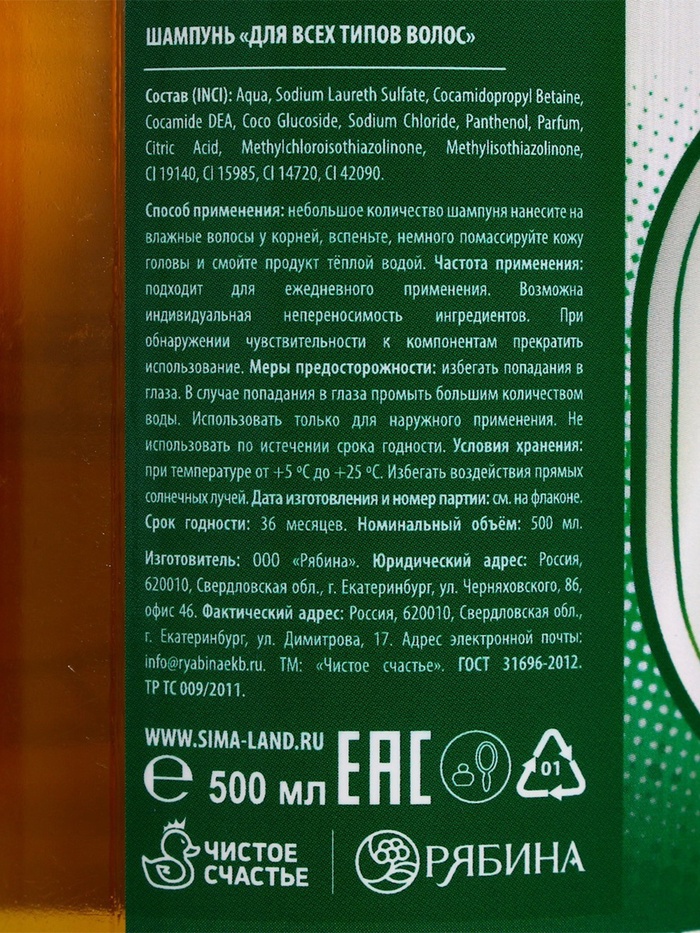 ШАМПУНЬ «ДЛЯ ВСЕХ ТИПОВ ВОЛОС»
Состав (INCI): Aqua, Sodium Laureth Sulfate, Cocamidopropyl Betaine,
Cocamide DEA, Coco Glucoside, Sodium Chloride, Panthenol, Parfum,
Citric Acid, Methylchloroisothiazolinone, Methylisothiazolinone,
CI 19140, CI 15985, CI 14720, CI 42090.
Способ применения: небольшое количество шампуня нанесите на
влажные волосы у корней, вспеньте, немного помассируйте кожу
головы и смойте продукт тёплой водой. Частота применения:
подходит для ежедневного применения. Возможна
индивидуальная непереносимость ингредиентов. При
обнаружении чувствительности к компонентам прекратить
использование. Меры предосторожности: избегать попадания в
глаза. В случае попадания в глаза промыть большим количеством
воды. Использовать только для наружного применения. Не
использовать по истечении срока годности. Условия хранения:
при температуре от +5 ºС до +25 ºС. Избегать воздействия прямых
солнечных лучей. Дата изготовления и номер партии: см. на флаконе.
Срок годности: 36 месяцев. Номинальный объём: 500 мл.
Изготовитель: ООО «Рябина». Юридический адрес: Россия,
620010, Свердловская обл., г. Екатеринбург, ул. Черняховского, 86,
офис 46. Фактический адрес: Россия, 620010, Свердловская обл.,
г. Екатеринбург, ул. Димитрова, 17. Адрес электронной почты:
info@ryabinaekb.ru. ТМ: «Чистое счастье». ГОСТ 31696-2012.
ТР ТС 009/2011.
WWW.SIMA-LAND.RU
℮ 500 мл EAC 01
ЧИСТОЕ
СЧАСТЬЕ
РЯБИНА